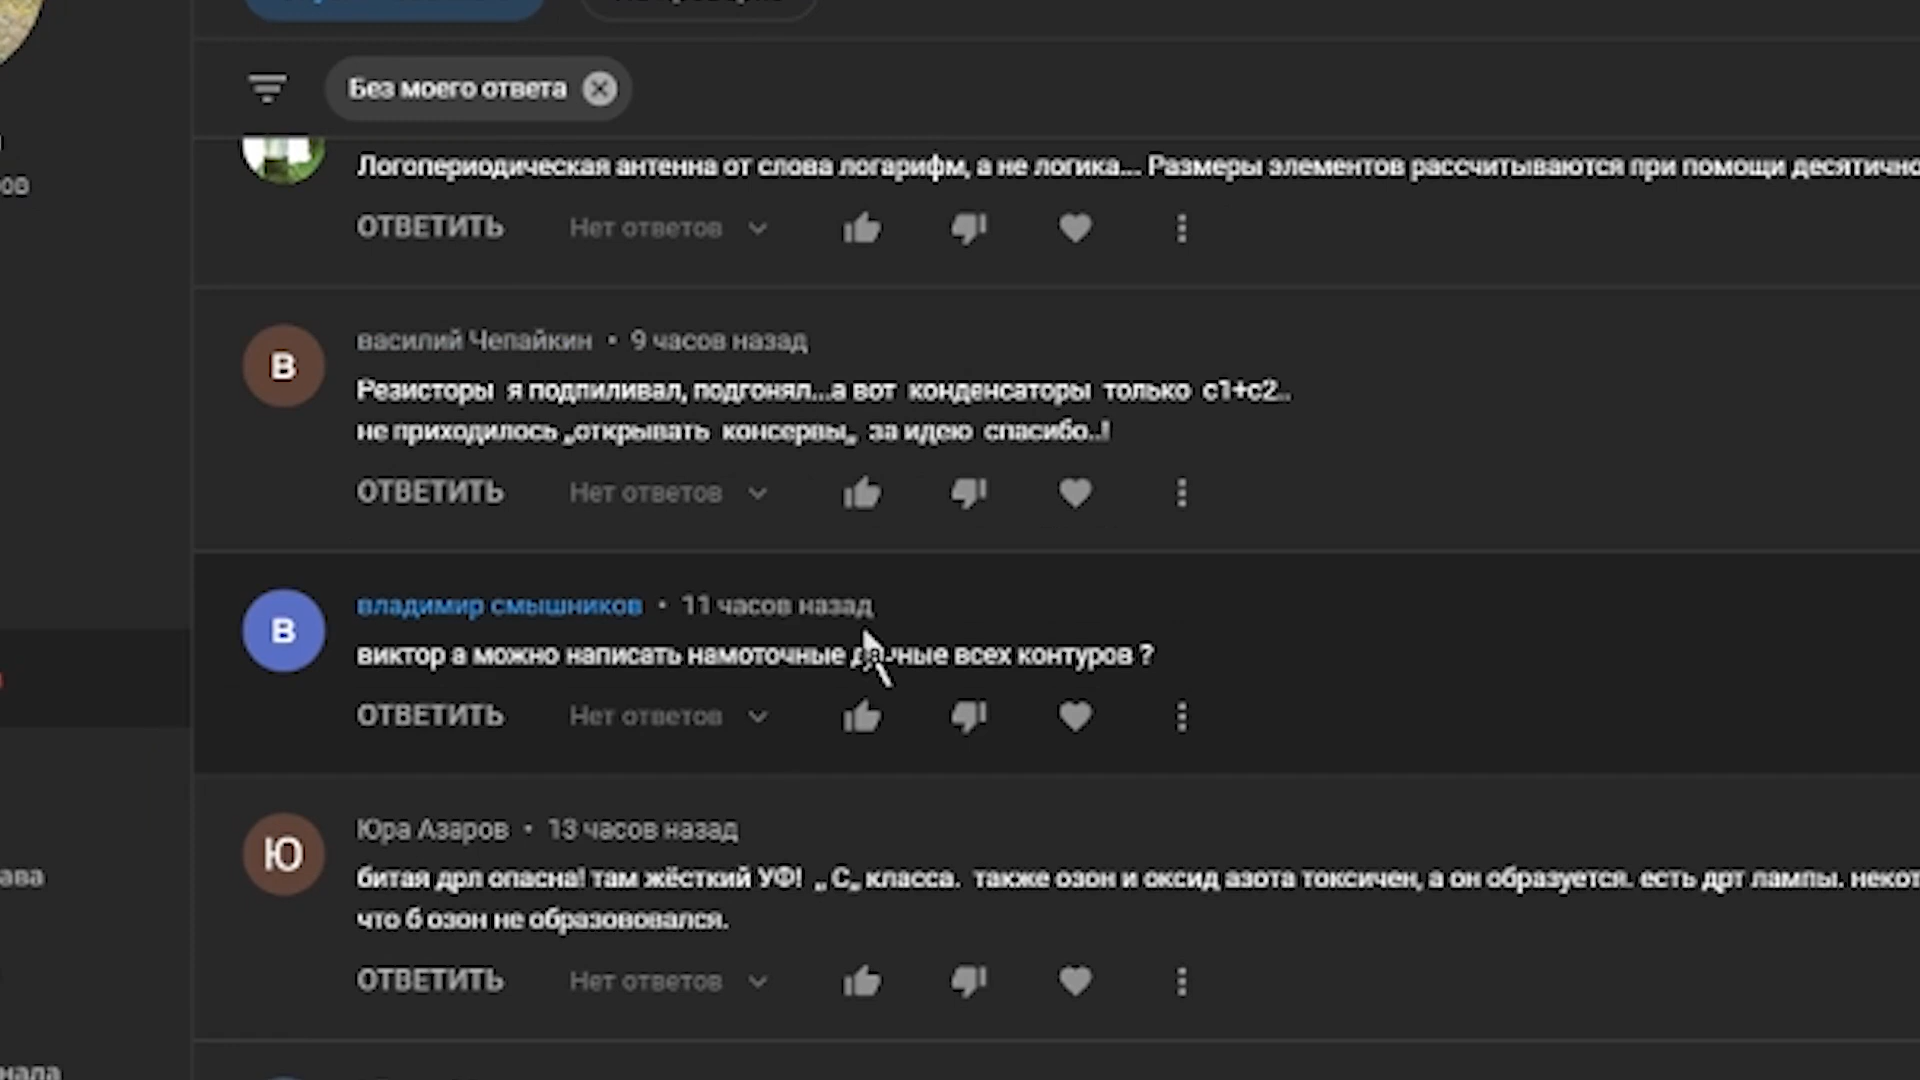 Без моего ответа
Логопериодическая антенна от слова логарифм, а не логика... Размеры элементов рассчитываются при помощи десятично
ОТВЕТИТЬ Нет ответов
василий Чепайкин • 9 часов назад
В
Резисторы я подпиливал, подгонял...а вот конденсаторы только с1+с2..
не приходилось „открывать консервы„ за идею спасибо..!
ОТВЕТИТЬ Нет ответов
владимир смышников • 11 часов назад
В
виктор а можно написать намоточные всех контуров ?
ОТВЕТИТЬ Нет ответов
Юра Азаров • 13 часов назад
Ю
битая дрл опасна! там жёсткий УФ! „ С„ класса. также озон и оксид азота токсичен, а он образуется. есть дрт лампы. некот
что б озон не образововался.
ОТВЕТИТЬ Нет ответов
ов
ава
нала